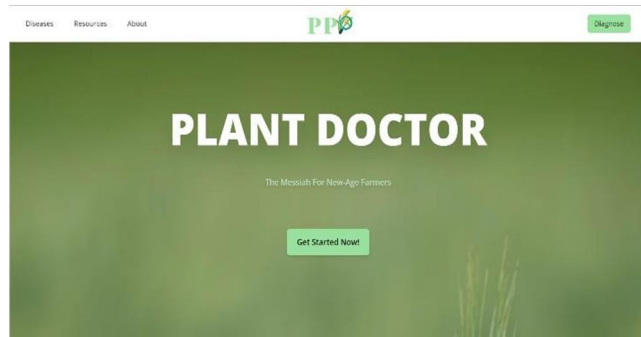 Diseases Resources About
PP
Diagnose
PLANT DOCTOR
The Messiah For New-Age Farmers
Get Started Now!